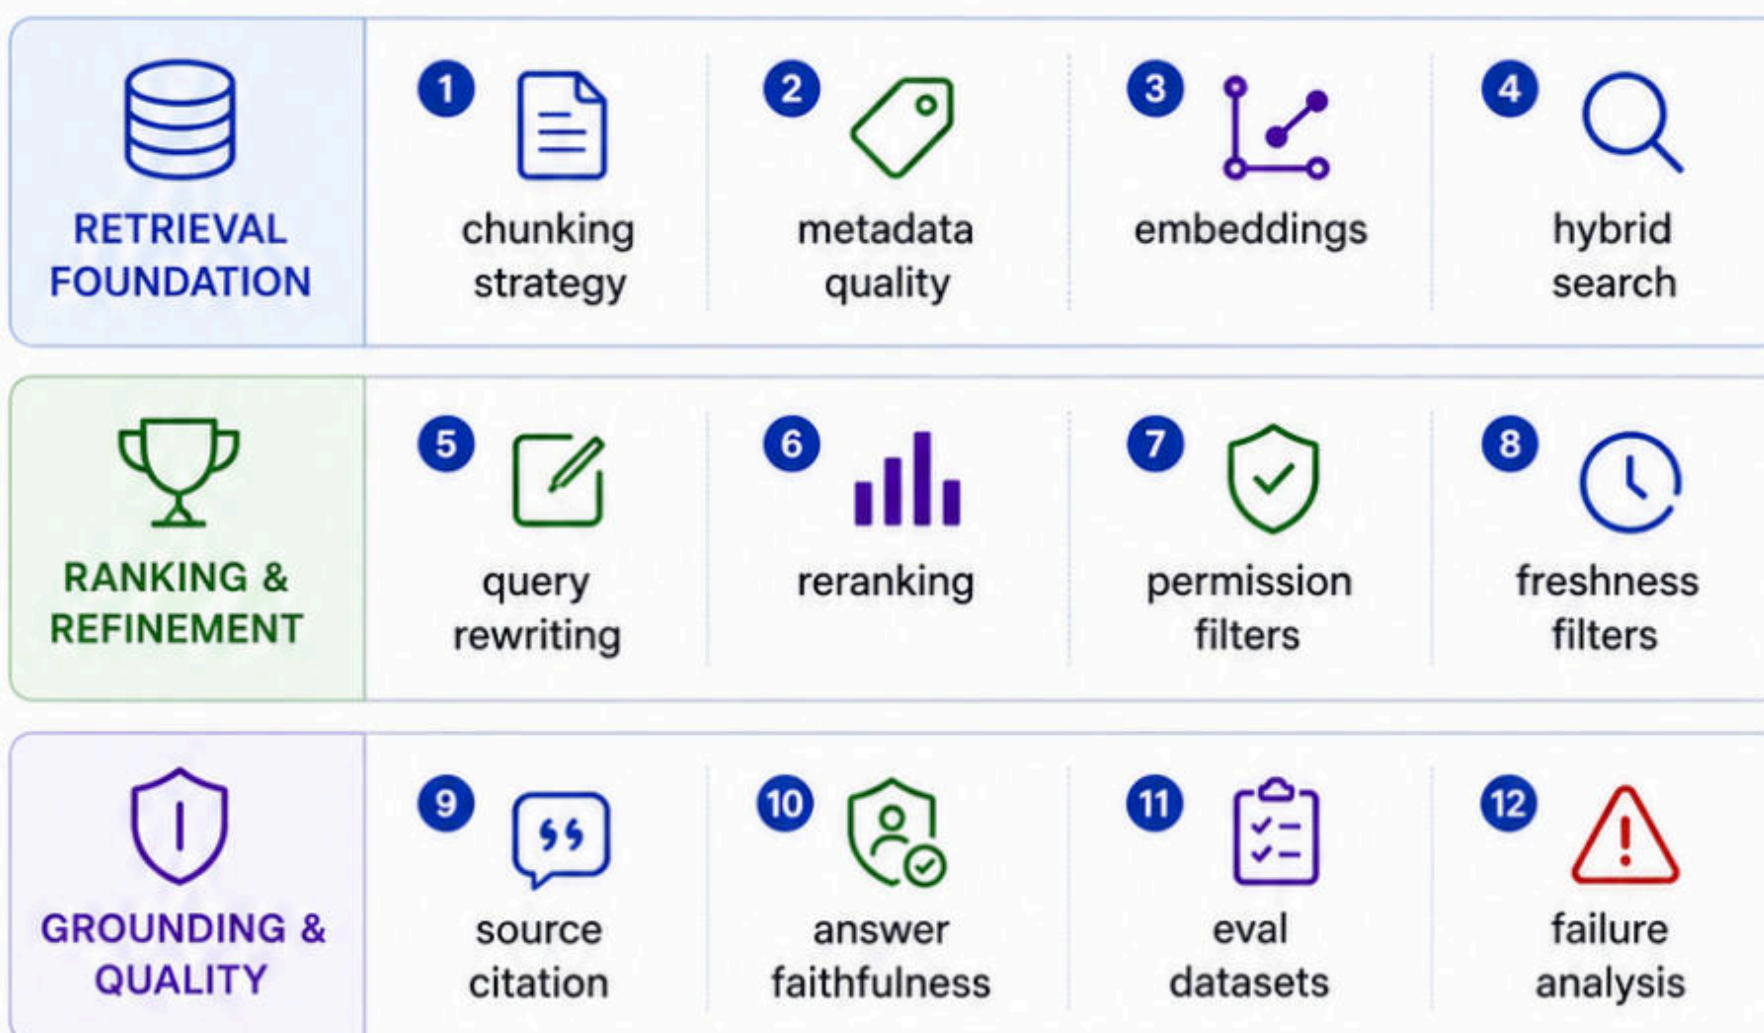 RETRIEVAL
FOUNDATION
1
chunking
strategy
2
metadata
quality
3
embeddings
4
hybrid
search
RANKING &
REFINEMENT
5
query
rewriting
6
reranking
7
permission
filters
8
freshness
filters
GROUNDING &
QUALITY
9
source
citation
10
answer
faithfulness
11
eval
datasets
12
failure
analysis